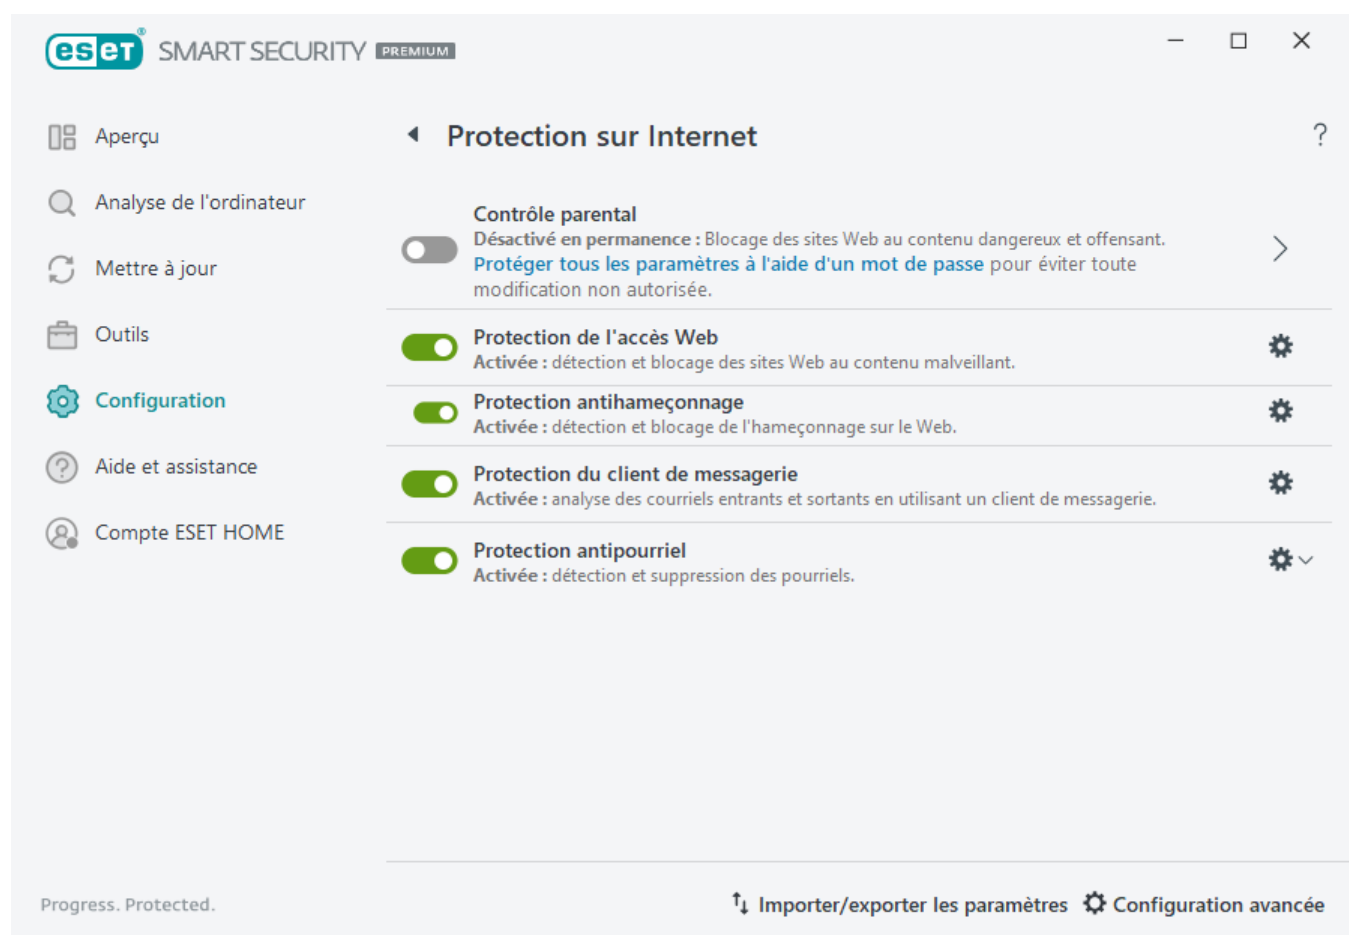 eset® SMART SECURITY PREMIUM
Aperçu
Analyse de l'ordinateur
Mettre à jour
Outils
Configuration
Aide et assistance
Compte ESET HOME
Protection sur Internet
?
Contrôle parental
Désactivé en permanence : Blocage des sites Web au contenu dangereux et offensant.
Protéger tous les paramètres à l'aide d'un mot de passe pour éviter toute
modification non autorisée.
Protection de l'accès Web
Activée : détection et blocage des sites Web au contenu malveillant.
Protection antihameçonnage
Activée : détection et blocage de l'hameçonnage sur le Web.
Protection du client de messagerie
Activée : analyse des courriels entrants et sortants en utilisant un client de messagerie.
Protection antipourriel
Activée : détection et suppression des pourriels.
Progress. Protected.
Importer/exporter les paramètres Configuration avancée